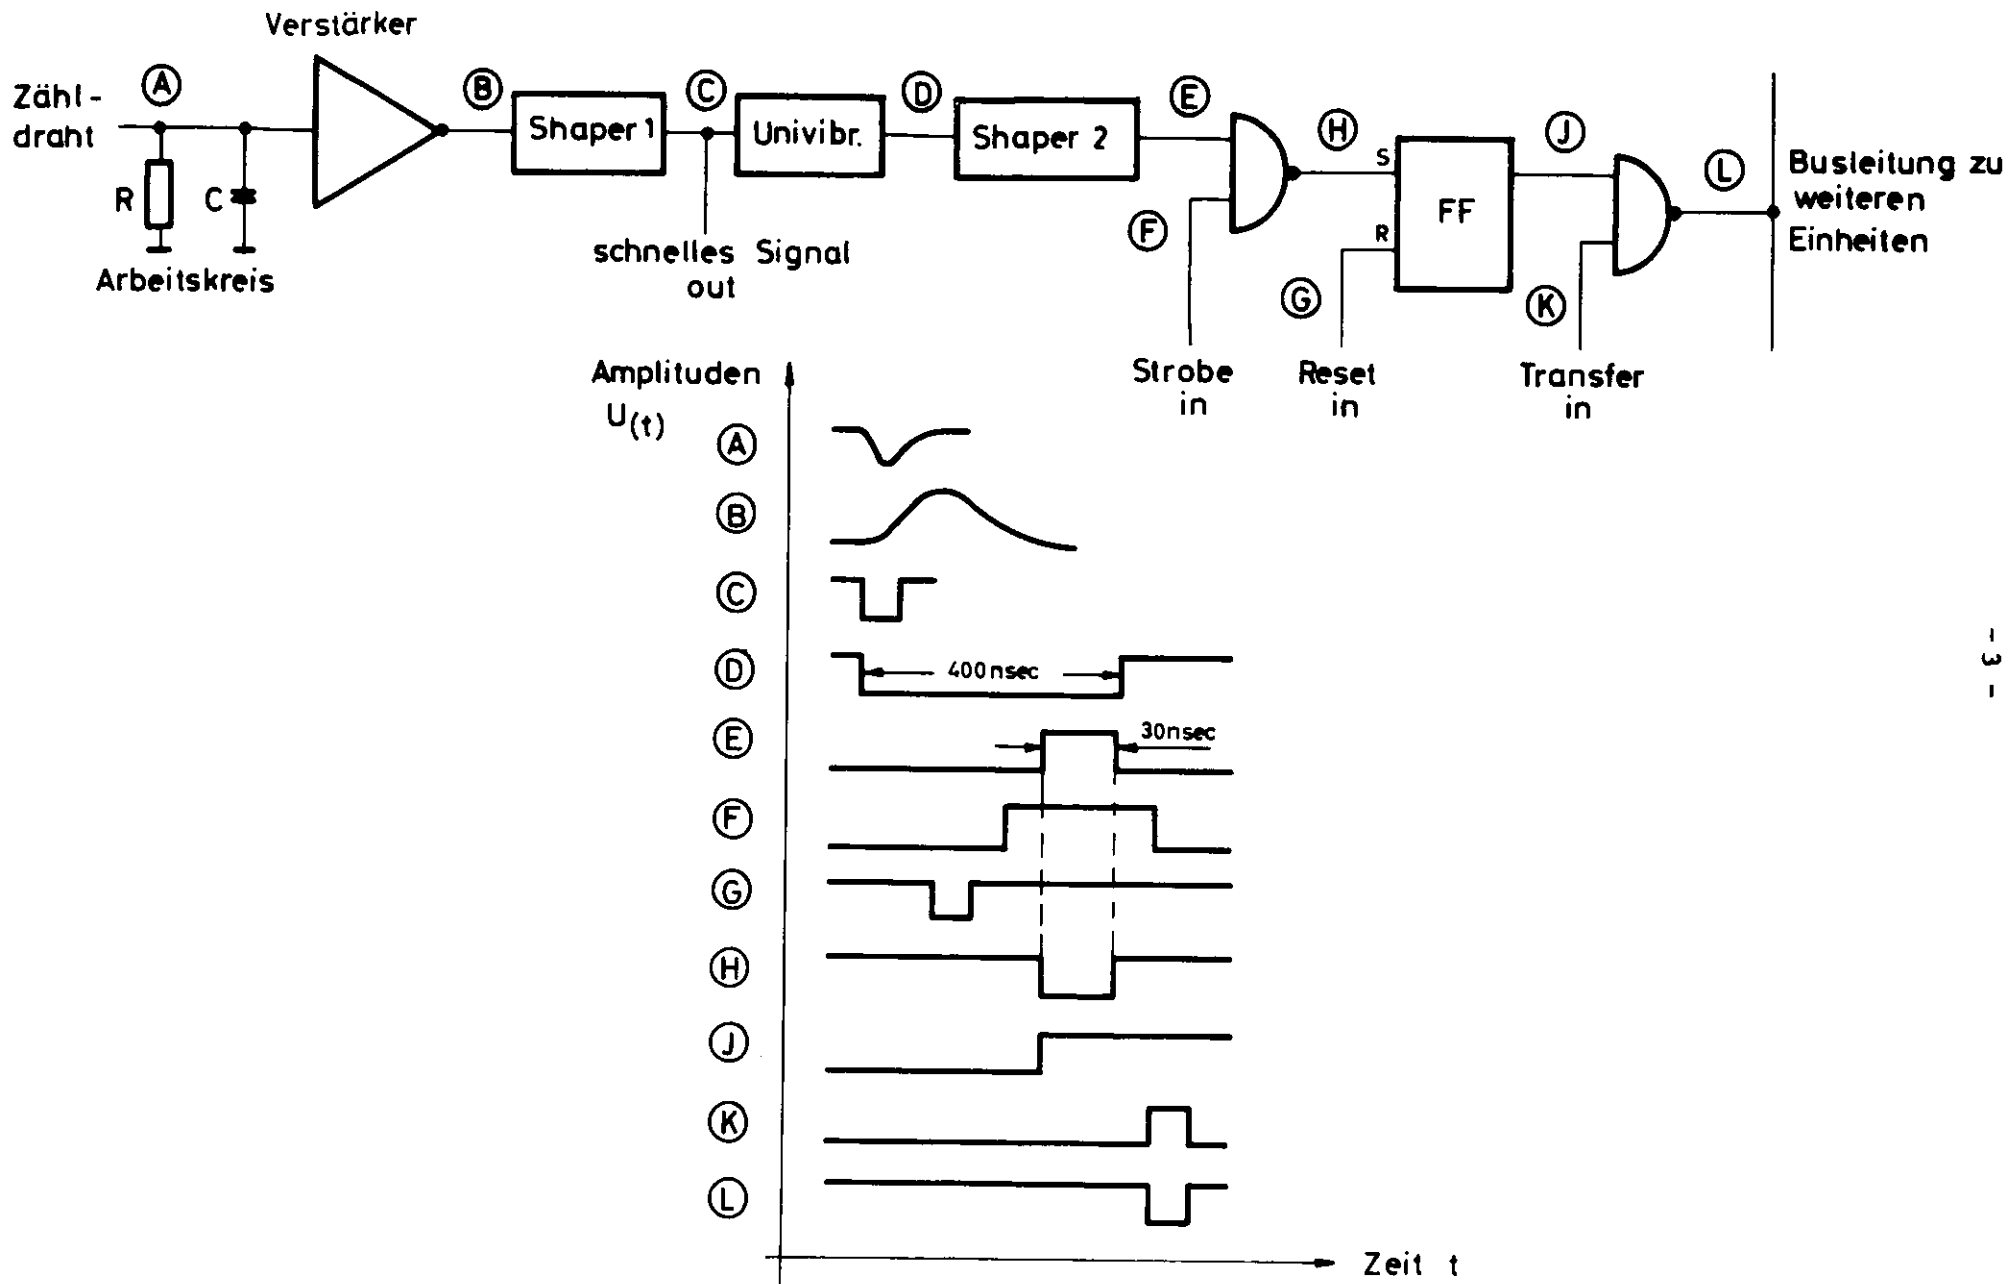 Verstärker
Zähl-
draht
A
B
Shaper 1
C
Univibr.
D
Shaper 2
E
H
S
FF
R
J
L
Busleitung zu
weiteren
Einheiten
R
C
Arbeitskreis
schnelles Signal
out
F
G
K
Strobe
in
Reset
in
Transfer
in
Amplituden
U(t)
A
B
C
D
400nsec
E
30nsec
F
G
H
J
K
L
Zeit t
- 3 -